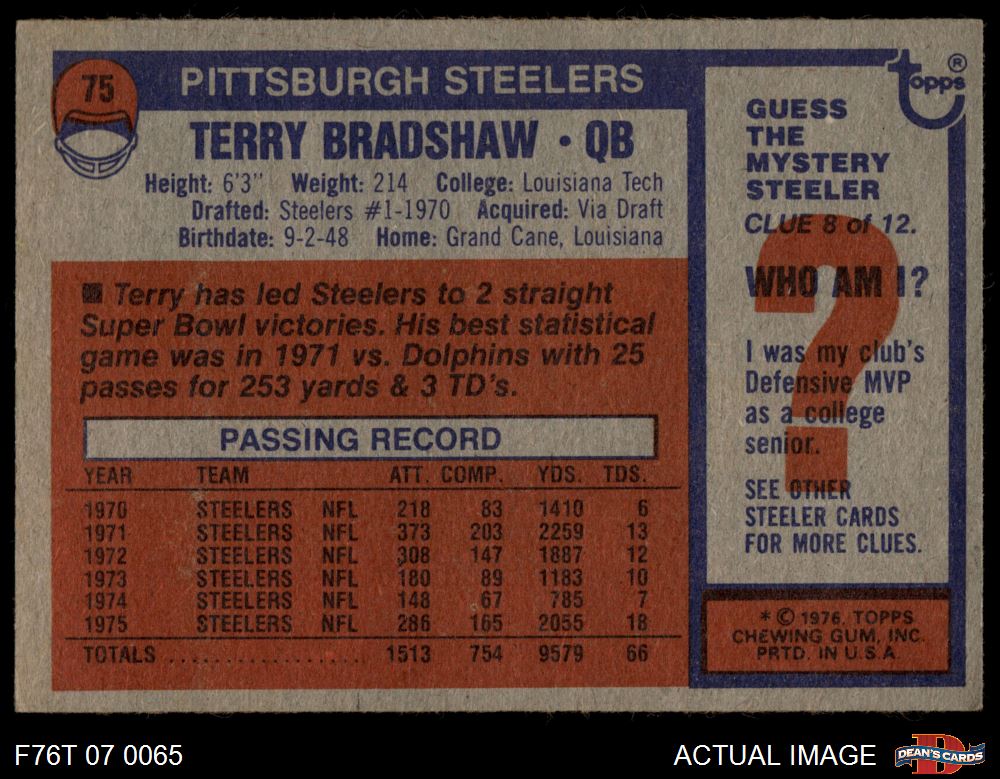 75
PITTSBURGH STEELERS
TERRY BRADSHAW • QB
Height: 6'3" Weight: 214 College: Louisiana Tech
Drafted: Steelers #1-1970 Acquired: Via Draft
Birthdate: 9-2-48 Home: Grand Cane, Louisiana
■ Terry has led Steelers to 2 straight
Super Bowl victories. His best statistical
game was in 1971 vs. Dolphins with 25
passes for 253 yards & 3 TD's.
PASSING RECORD
YEAR TEAM ATT. COMP. YDS. TDS.
1970 STEELERS NFL 218 83 1410 6
1971 STEELERS NFL 373 203 2259 13
1972 STEELERS NFL 308 147 1887 12
1973 STEELERS NFL 180 89 1183 10
1974 STEELERS NFL 148 67 785 7
1975 STEELERS NFL 286 165 2055 18
TOTALS .................. 1513 754 9579 66
topps®
GUESS
THE
MYSTERY
STEELER
CLUE 8 of 12.
?
WHO AM I?
I was my club's
Defensive MVP
as a college
senior.
SEE OTHER
STEELER CARDS
FOR MORE CLUES.
* © 1976. TOPPS
CHEWING GUM, INC.
PRTD. IN U.S.A.
F76T 07 0065
ACTUAL IMAGE
D
DEAN'S CARDS